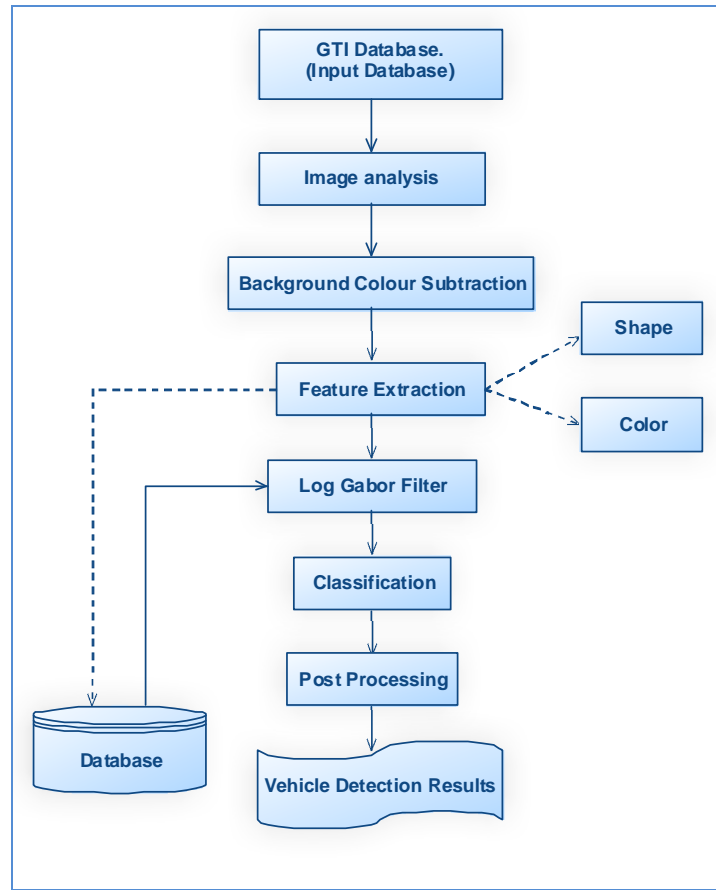 GTI Database.
(Input Database)
Image analysis
Background Colour Subtraction
Shape
Feature Extraction
Color
Log Gabor Filter
Classification
Post Processing
Database
Vehicle Detection Results